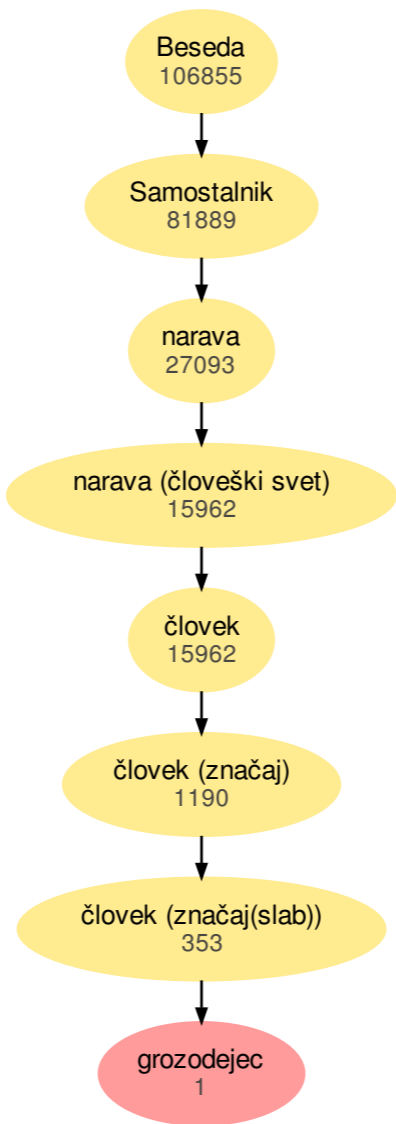 Beseda
106855
Samostalnik
81889
narava
27093
narava (človeški svet)
15962
človek
15962
človek (značaj)
1190
človek (značaj(slab))
353
grozodejec
1